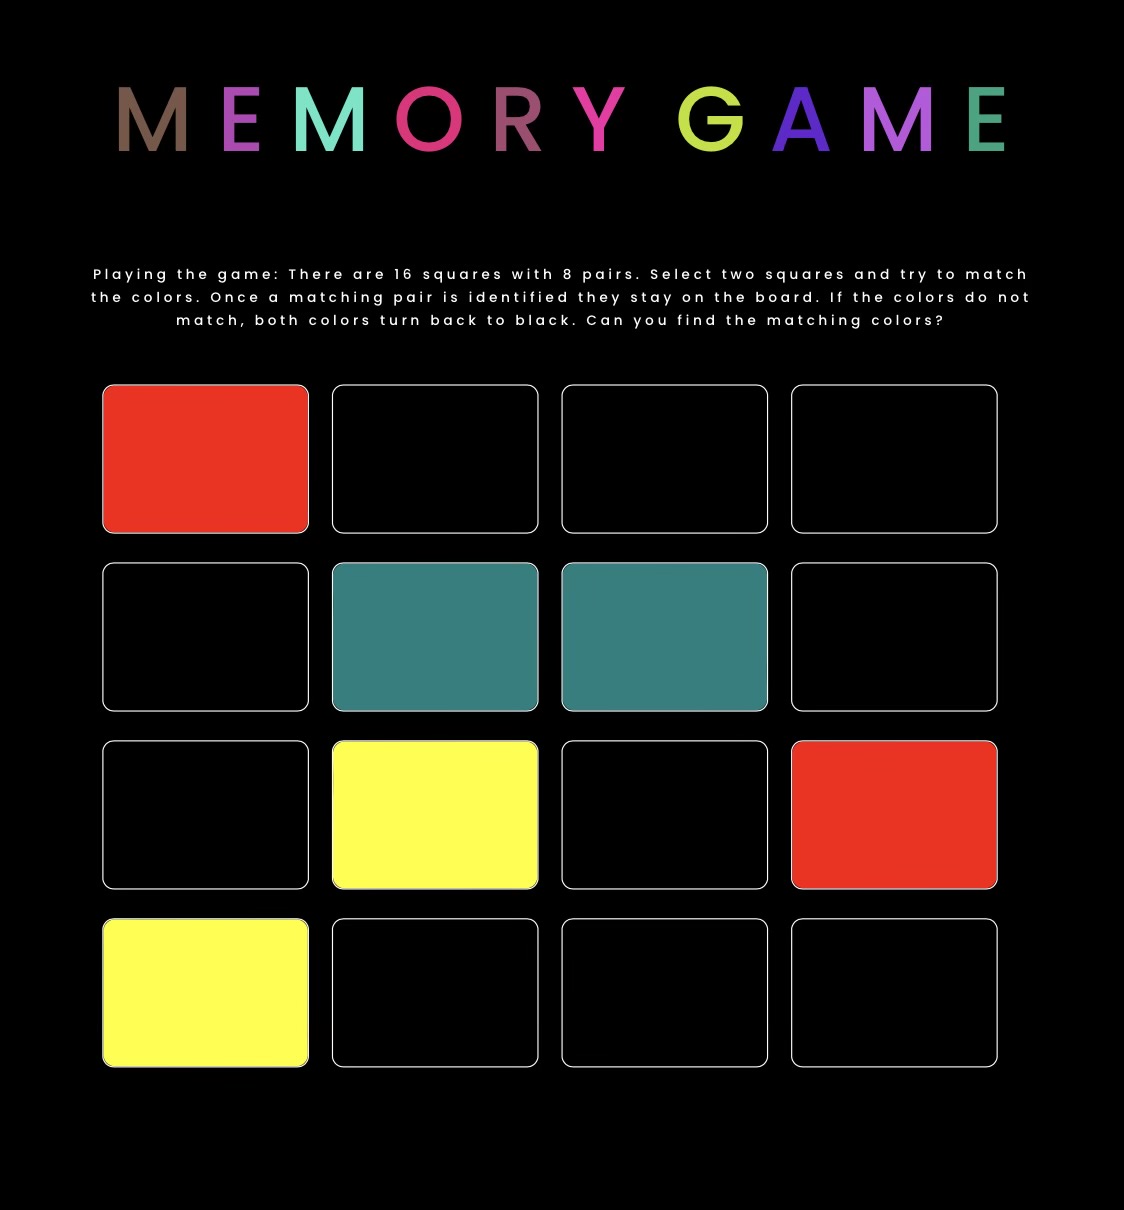 MEMORY GAME
Playing the game: There are 16 squares with 8 pairs. Select two squares and try to match
the colors. Once a matching pair is identified they stay on the board. If the colors do not
match, both colors turn back to black. Can you find the matching colors?